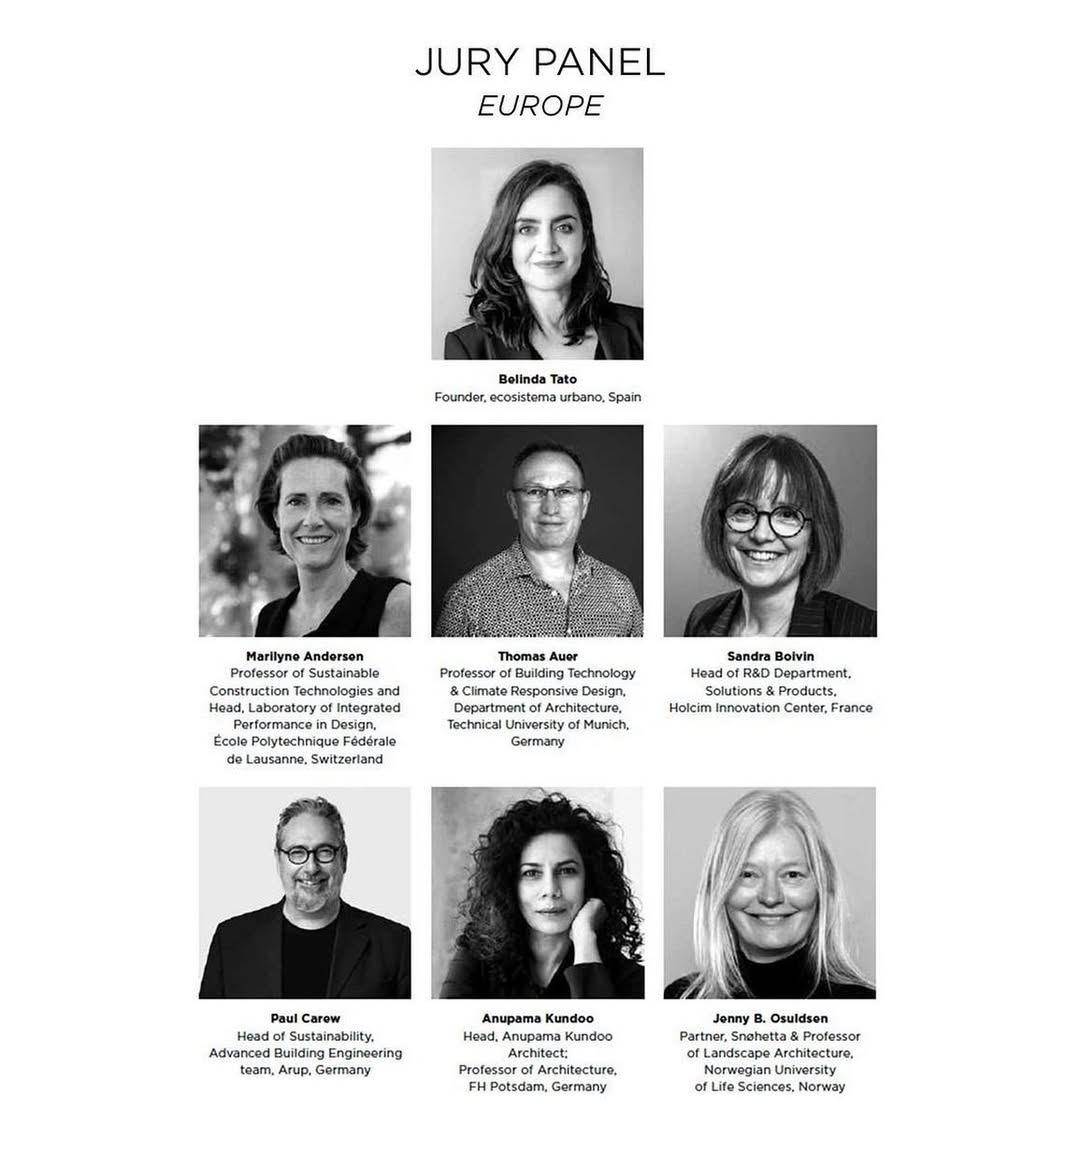 JURY PANEL
EUROPE
Belinda Tato
Founder, ecosistema urbano, Spain
Marilyne Andersen
Professor of Sustainable
Construction Technologies and
Head, Laboratory of Integrated
Performance in Design,
École Polytechnique Fédérale
de Lausanne, Switzerland
Thomas Auer
Professor of Building Technology
& Climate Responsive Design,
Department of Architecture,
Technical University of Munich,
Germany
Sandra Boivin
Head of R&D Department,
Solutions & Products,
Holcim Innovation Center, France
Paul Carew
Head of Sustainability,
Advanced Building Engineering
team, Arup, Germany
Anupama Kundoo
Head, Anupama Kundoo
Architect;
Professor of Architecture,
FH Potsdam, Germany
Jenny B. Osuldsen
Partner, Snøhetta & Professor
of Landscape Architecture,
Norwegian University
of Life Sciences, Norway